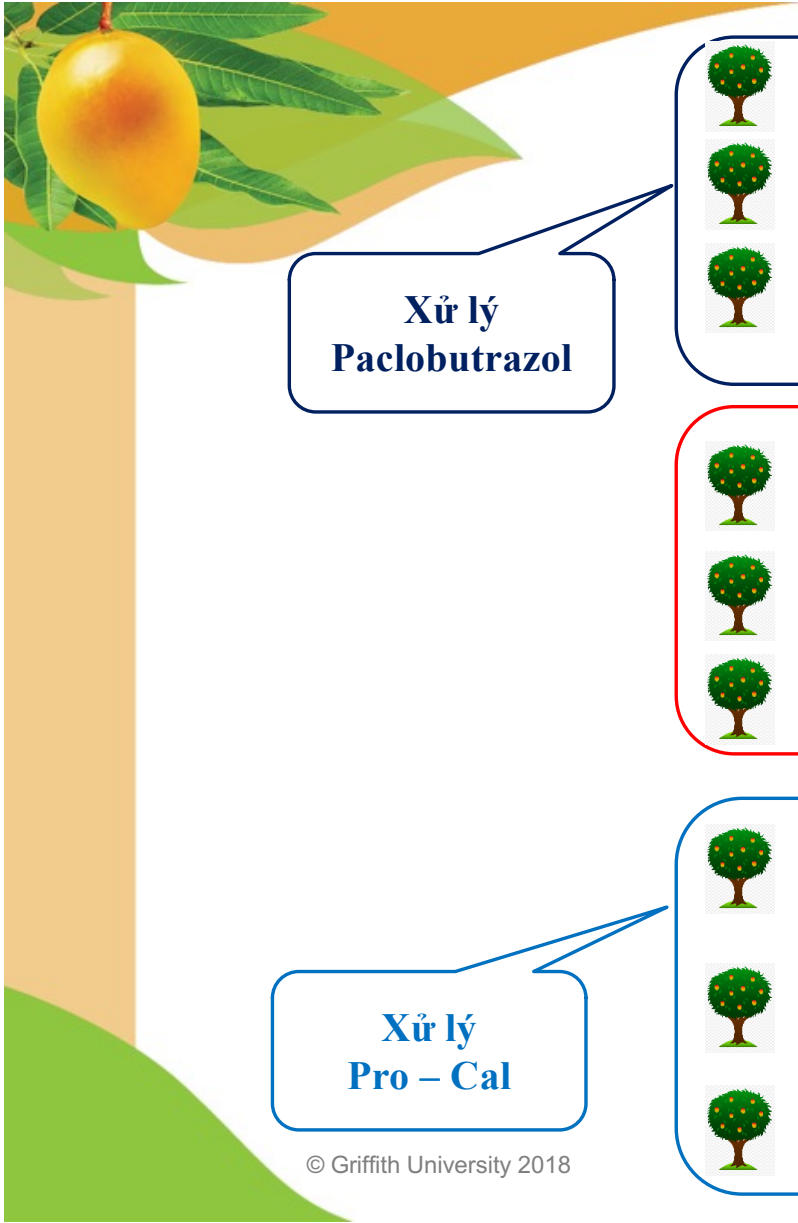 Xử lý
Paclobutrazol
Xử lý
Pro – Cal
© Griffith University 2018